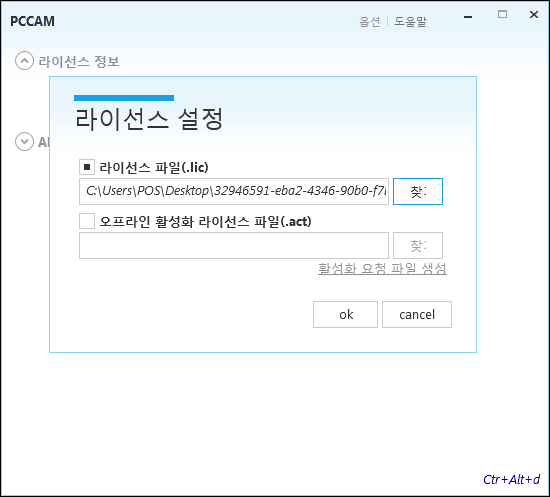 PCCAM
옵션 | 도움말
라이선스 정보
라이선스 설정
라이선스 파일(.lic)
C:\Users\POS\Desktop\32946591-eba2-4346-90b0-f7
찾
오프라인 활성화 라이선스 파일(.act)
찾
활성화 요청 파일 생성
ok
cancel
Ctr+Alt+d